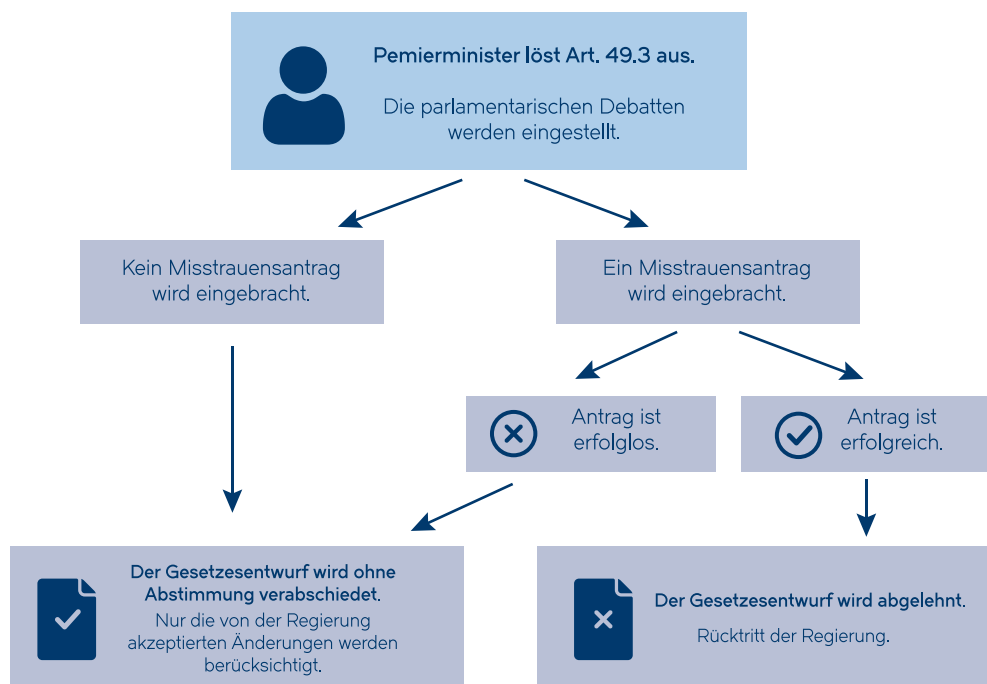 Pemierminister löst Art. 49.3 aus.
Die parlamentarischen Debatten
werden eingestellt.
Kein Misstrauensantrag
wird eingebracht.
Ein Misstrauensantrag
wird eingebracht.
Antrag ist
erfolglos.
Antrag ist
erfolgreich.
Der Gesetzesentwurf wird ohne
Abstimmung verabschiedet.
Nur die von der Regierung
akzeptierten Änderungen werden
berücksichtigt.
Der Gesetzesentwurf wird abgelehnt.
Rücktritt der Regierung.